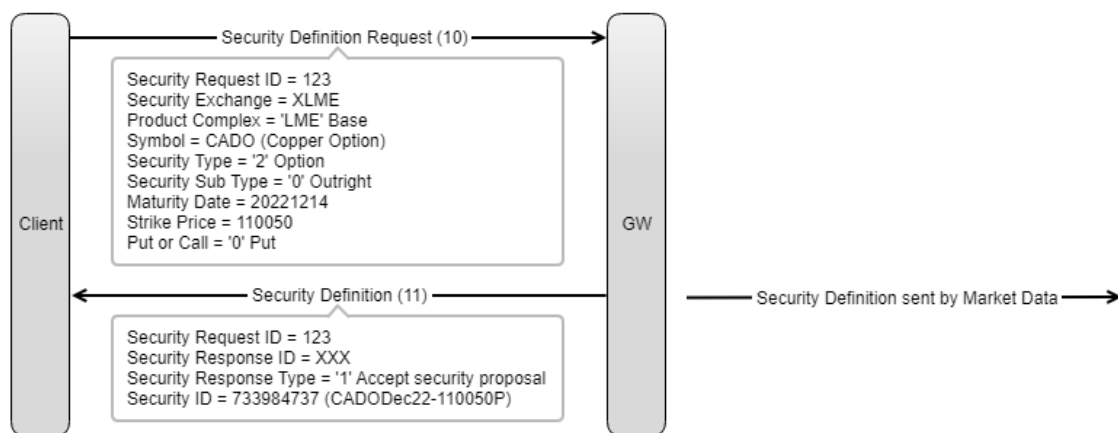 Security Definition Request (10)
Security Request ID = 123
Security Exchange = XLME
Product Complex = 'LME' Base
Symbol = CADO (Copper Option)
Security Type = '2' Option
Security Sub Type = '0' Outright
Maturity Date = 20221214
Strike Price = 110050
Put or Call = '0' Put
Client
GW
Security Definition (11)
Security Definition sent by Market Data
Security Request ID = 123
Security Response ID = XXX
Security Response Type = '1' Accept security proposal
Security ID = 733984737 (CADODec22-110050P)